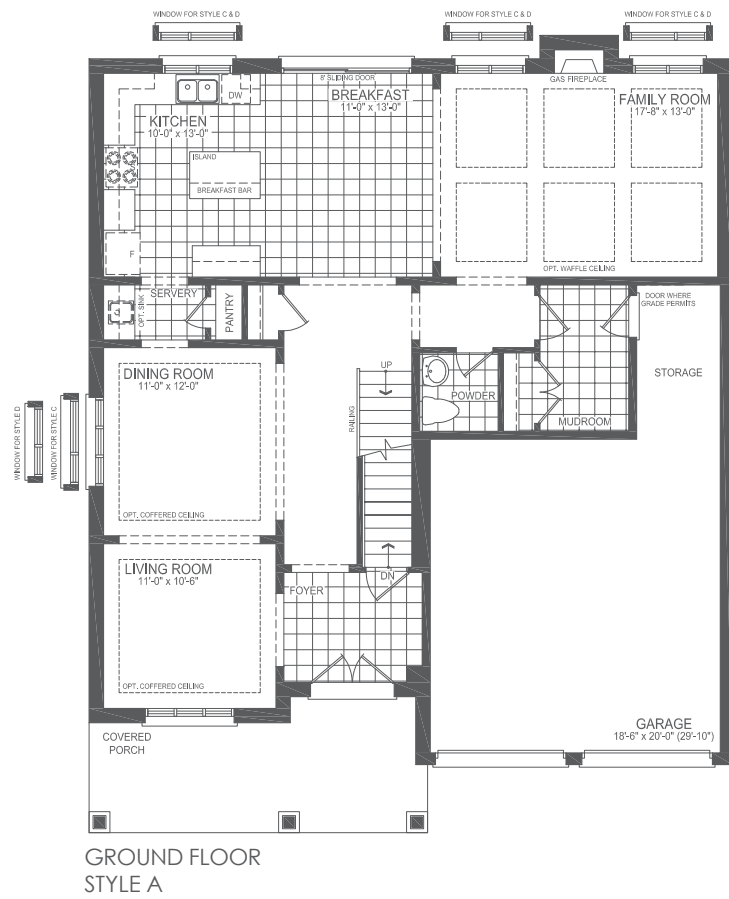 WINDOW FOR STYLE C & D
WINDOW FOR STYLE C & D
WINDOW FOR STYLE C & D
8' SLIDING DOOR
GAS FIREPLACE
DW
BREAKFAST
11'-0" x 13'-0"
FAMILY ROOM
17'-8" x 13'-0"
KITCHEN
10'-0" x 13'-0"
ISLAND
BREAKFAST BAR
F
OPT. WAFFLE CEILING
SERVERY
OPT. SINK
PANTRY
DOOR WHERE
GRADE PERMITS
STORAGE
DINING ROOM
11'-0" x 12'-0"
UP
POWDER
RAILING
MUDROOM
WINDOW FOR STYLE D
WINDOW FOR STYLE C
OPT. COFFERED CEILING
LIVING ROOM
11'-0" x 10'-6"
DN
FOYER
OPT. COFFERED CEILING
GARAGE
18'-6" x 20'-0" (29'-10")
COVERED
PORCH
GROUND FLOOR
STYLE A